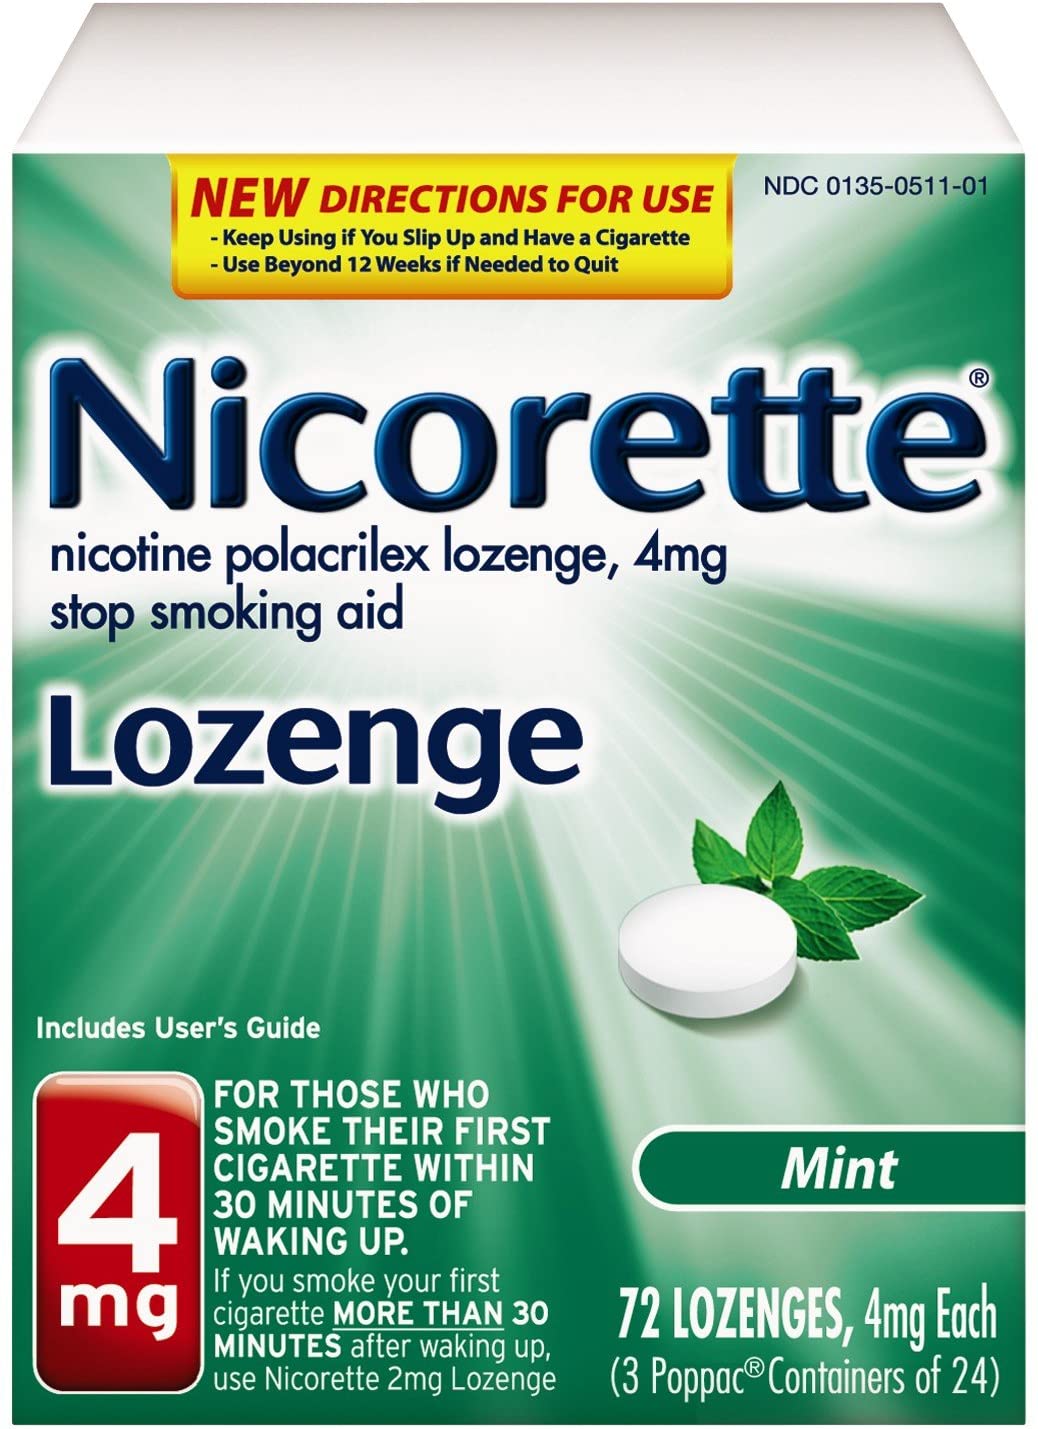 NEW DIRECTIONS FOR USE
- Keep Using if You Slip Up and Have a Cigarette
- Use Beyond 12 Weeks if Needed to Quit
NDC 0135-0511-01
Nicorette®
nicotine polacrilex lozenge, 4mg
stop smoking aid
Lozenge
Includes User's Guide
4
mg
FOR THOSE WHO
SMOKE THEIR FIRST
CIGARETTE WITHIN
30 MINUTES OF
WAKING UP.
If you smoke your first
cigarette MORE THAN 30
MINUTES after waking up,
use Nicorette 2mg Lozenge
Mint
72 LOZENGES, 4mg Each
(3 Poppac® Containers of 24)